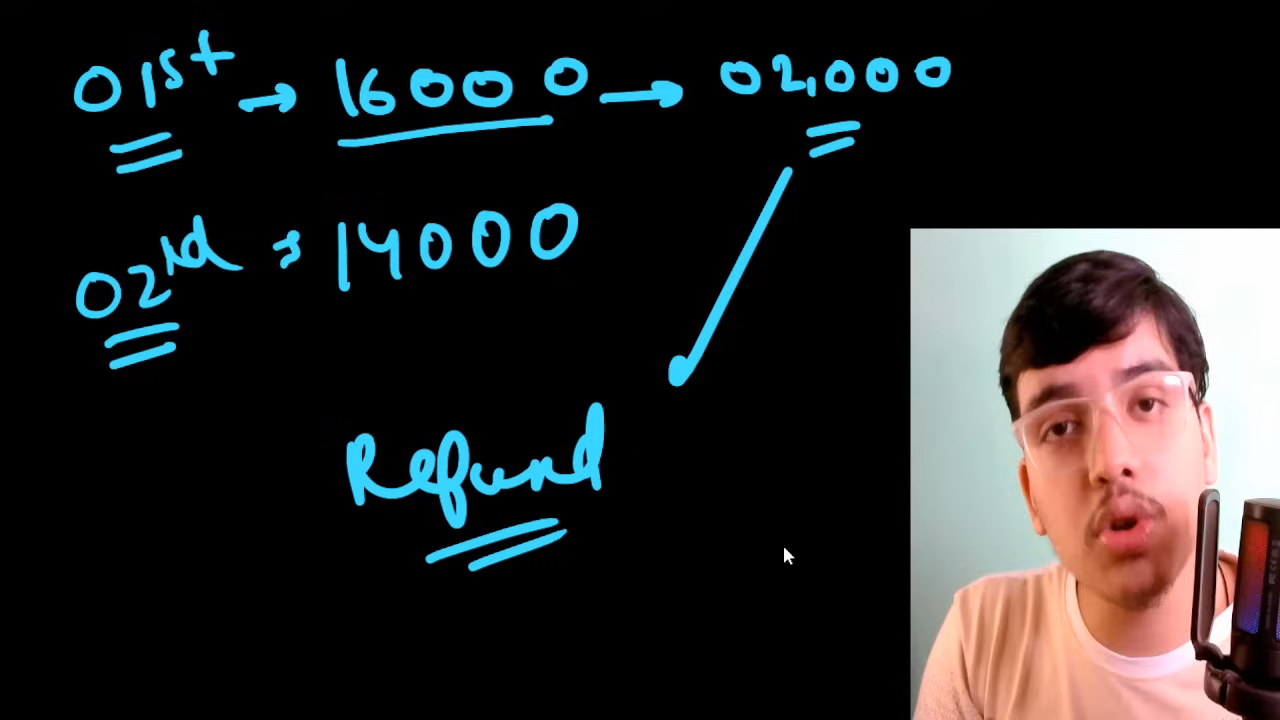 01st → 16000 → 02,000
02nd → 14000
Refund